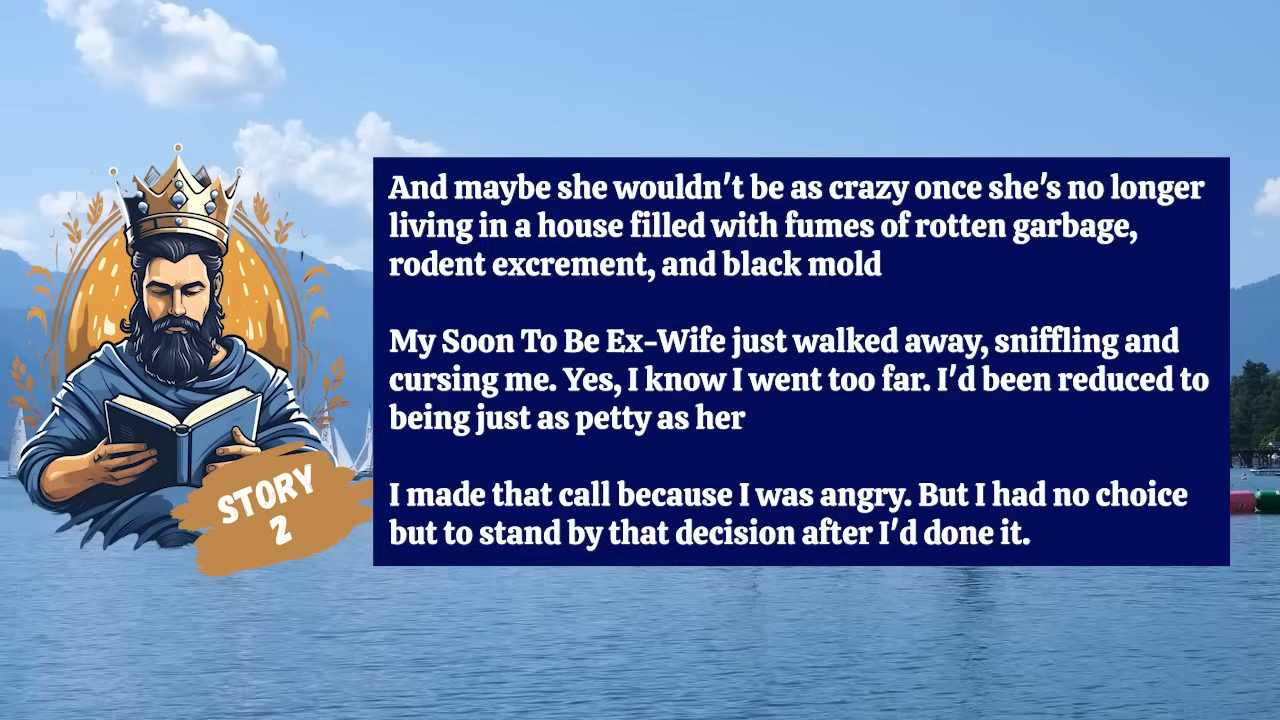 And maybe she wouldn't be as crazy once she's no longer
living in a house filled with fumes of rotten garbage,
rodent excrement, and black mold
My Soon To Be Ex-Wife just walked away, sniffling and
cursing me. Yes, I know I went too far. I'd been reduced to
being just as petty as her
I made that call because I was angry. But I had no choice
but to stand by that decision after I'd done it.
STORY
2